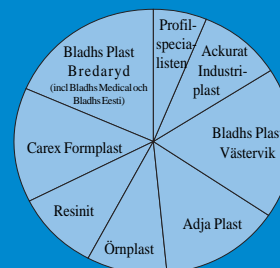 Profil-
specia-
listen
Ackurat
Industri-
plast
Bladhs Plast
Västervik
Adja Plast
Örnplast
Resinit
Carex Formplast
Bladhs Plast
Bredaryd
(incl Bladhs Medical och
Bladhs Eesti)